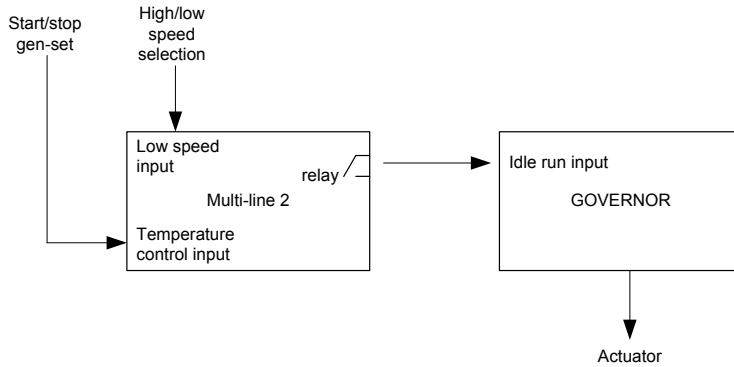 Start/stop
gen-set
High/low
speed
selection
Low speed
input
relay
Multi-line 2
Temperature
control input
Idle run input
GOVERNOR
Actuator